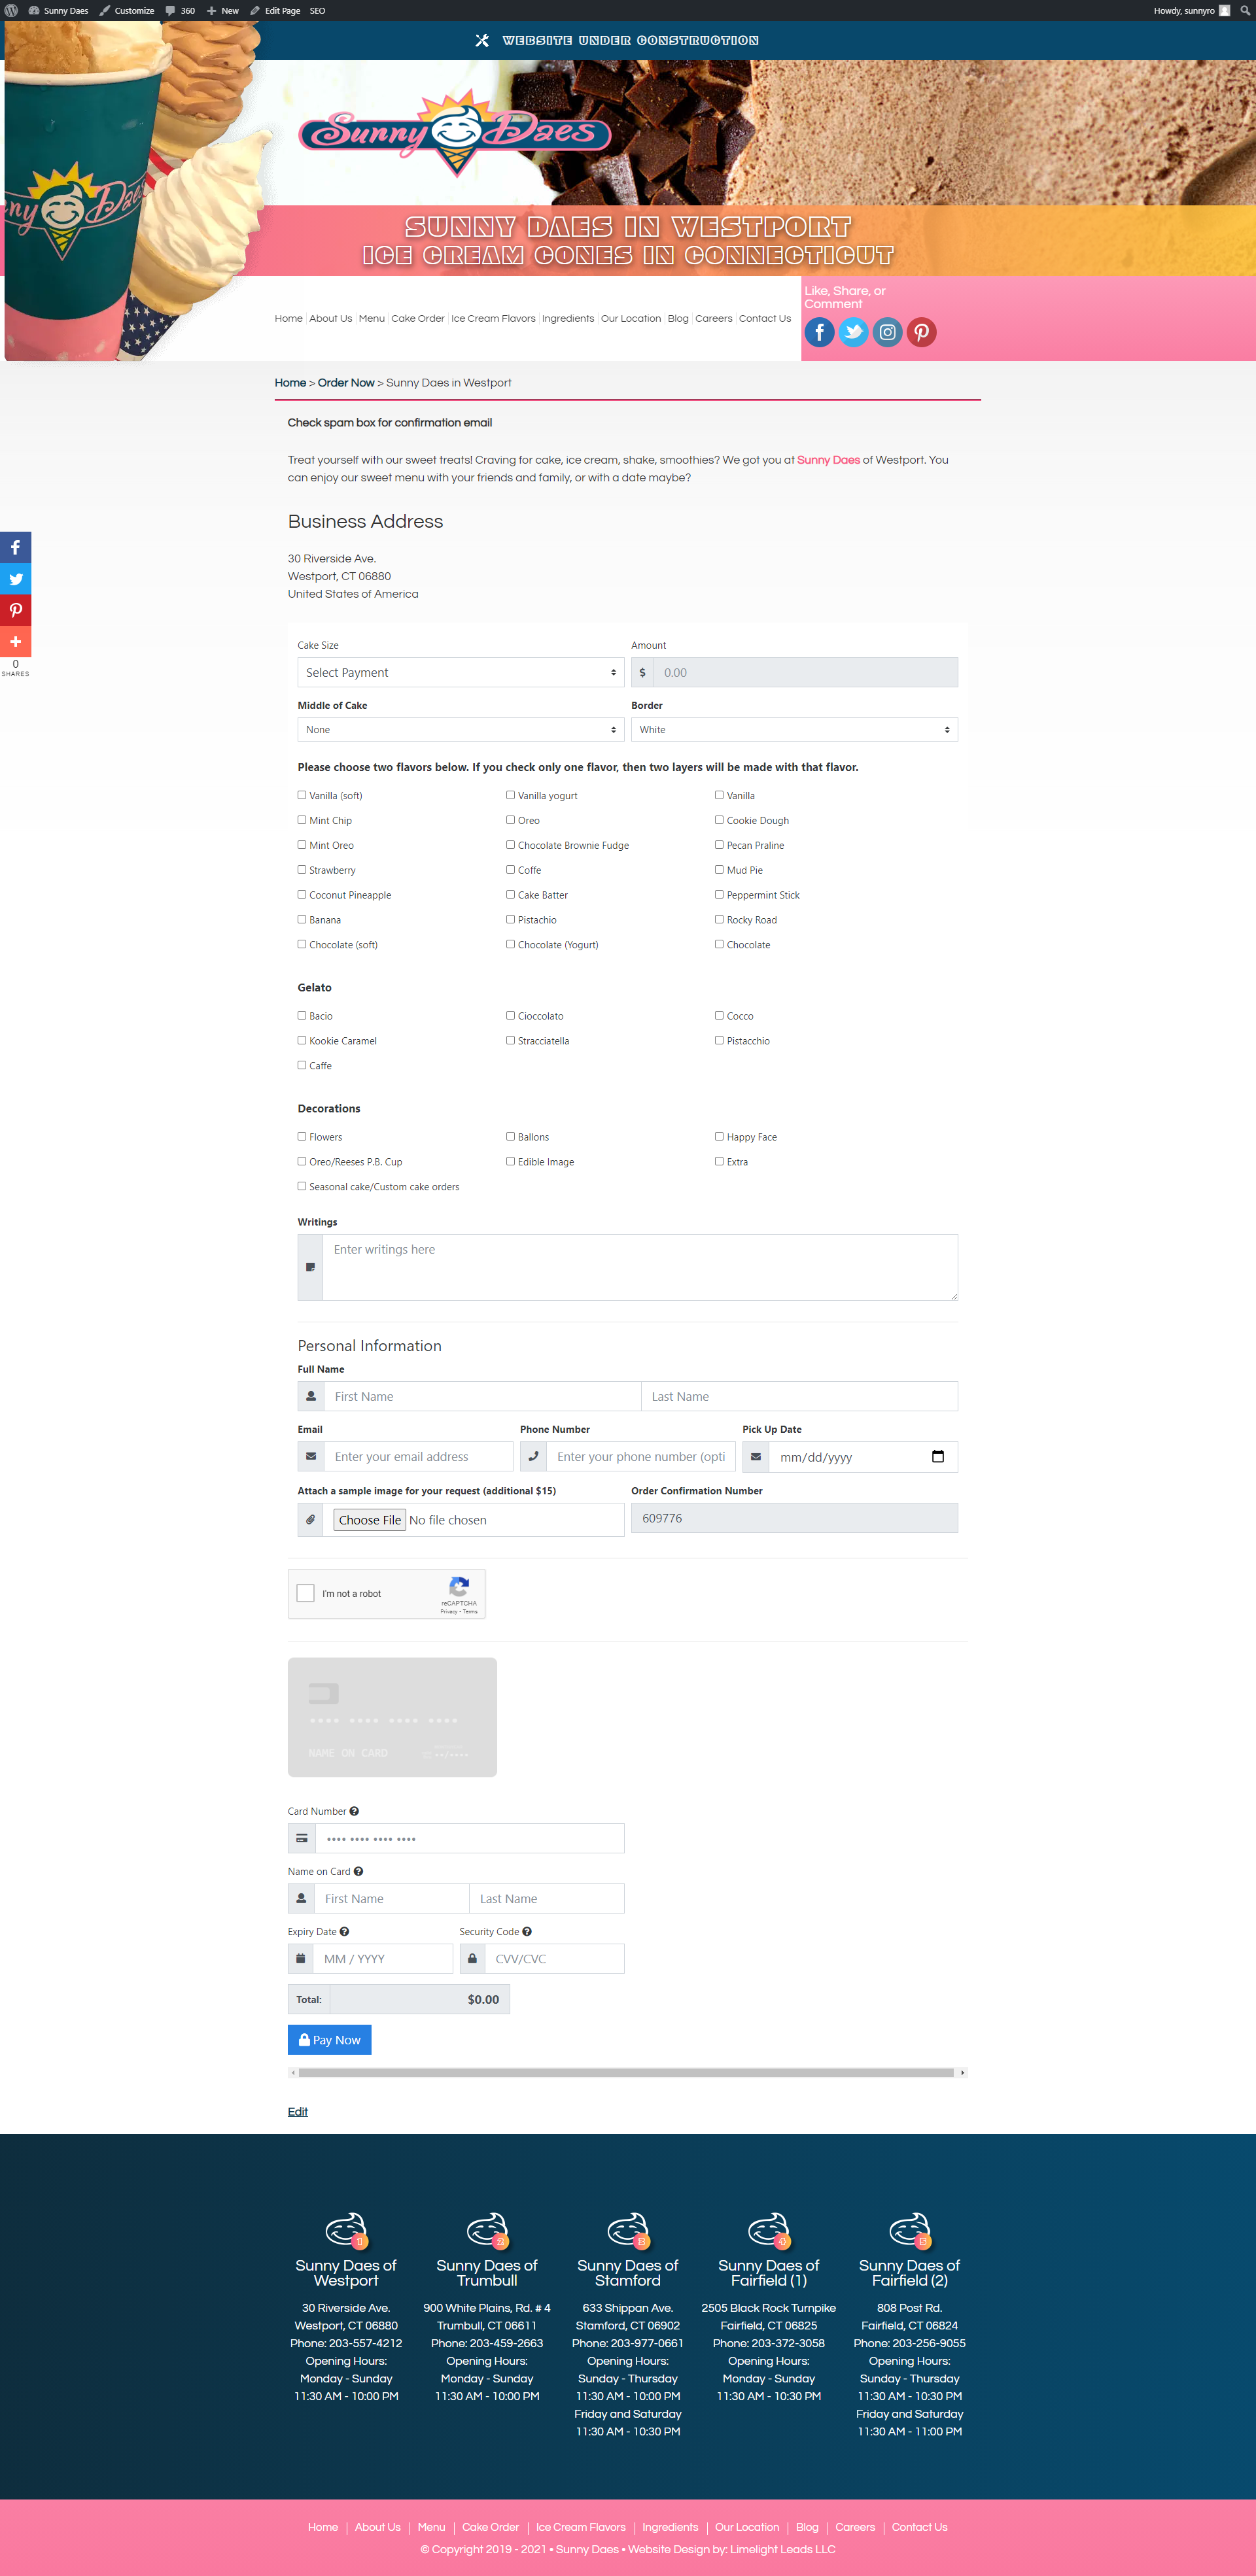 Sunny Daes Customize 360 New Edit Page SEO Howdy, sunnyro
WEBSITE UNDER CONSTRUCTION
Sunny Daes
SUNNY DAES IN WESTPORT
ICE CREAM CONES IN CONNECTICUT
Like, Share, or
Comment
Home About Us Menu Cake Order Ice Cream Flavors Ingredients Our Location Blog Careers Contact Us
Home > Order Now > Sunny Daes in Westport
Check spam box for confirmation email
Treat yourself with our sweet treats! Craving for cake, ice cream, shake, smoothies? We got you at Sunny Daes of Westport. You
can enjoy our sweet menu with your friends and family, or with a date maybe?
Business Address
30 Riverside Ave.
Westport, CT 06880
United States of America
0
SHARES
Cake Size Amount
Select Payment $ 0.00
Middle of Cake Border
None White
Please choose two flavors below. If you check only one flavor, then two layers will be made with that flavor.
Vanilla (soft) Vanilla yogurt Vanilla
Mint Chip Oreo Cookie Dough
Mint Oreo Chocolate Brownie Fudge Pecan Praline
Strawberry Coffe Mud Pie
Coconut Pineapple Cake Batter Peppermint Stick
Banana Pistachio Rocky Road
Chocolate (soft) Chocolate (Yogurt) Chocolate
Gelato
Bacio Cioccolato Cocco
Kookie Caramel Stracciatella Pistacchio
Caffe
Decorations
Flowers Ballons Happy Face
Oreo/Reeses P.B. Cup Edible Image Extra
Seasonal cake/Custom cake orders
Writings
Enter writings here
Personal Information
Full Name
First Name Last Name
Email Phone Number Pick Up Date
Enter your email address Enter your phone number (opti mm/dd/yyyy
Attach a sample image for your request (additional $15) Order Confirmation Number
Choose File No file chosen 609776
I'm not a robot
reCAPTCHA
Privacy - Terms
•••• •••• •••• ••••
NAME ON CARD ••/••••
Card Number
•••• •••• •••• ••••
Name on Card
First Name Last Name
Expiry Date Security Code
MM / YYYY CVV/CVC
Total: $0.00
Pay Now
Edit
Sunny Daes of Westport
30 Riverside Ave.
Westport, CT 06880
Phone: 203-557-4212
Opening Hours:
Monday - Sunday
11:30 AM - 10:00 PM
Sunny Daes of Trumbull
900 White Plains, Rd. # 4
Trumbull, CT 06611
Phone: 203-459-2663
Opening Hours:
Monday - Sunday
11:30 AM - 10:00 PM
Sunny Daes of Stamford
633 Shippan Ave.
Stamford, CT 06902
Phone: 203-977-0661
Opening Hours:
Sunday - Thursday
11:30 AM - 10:00 PM
Friday and Saturday
11:30 AM - 10:30 PM
Sunny Daes of Fairfield (1)
2505 Black Rock Turnpike
Fairfield, CT 06825
Phone: 203-372-3058
Opening Hours:
Monday - Sunday
11:30 AM - 10:30 PM
Sunny Daes of Fairfield (2)
808 Post Rd.
Fairfield, CT 06824
Phone: 203-256-9055
Opening Hours:
Sunday - Thursday
11:30 AM - 10:30 PM
Friday and Saturday
11:30 AM - 11:00 PM
Home About Us Menu Cake Order Ice Cream Flavors Ingredients Our Location Blog Careers Contact Us
© Copyright 2019 - 2021 • Sunny Daes • Website Design by: Limelight Leads LLC